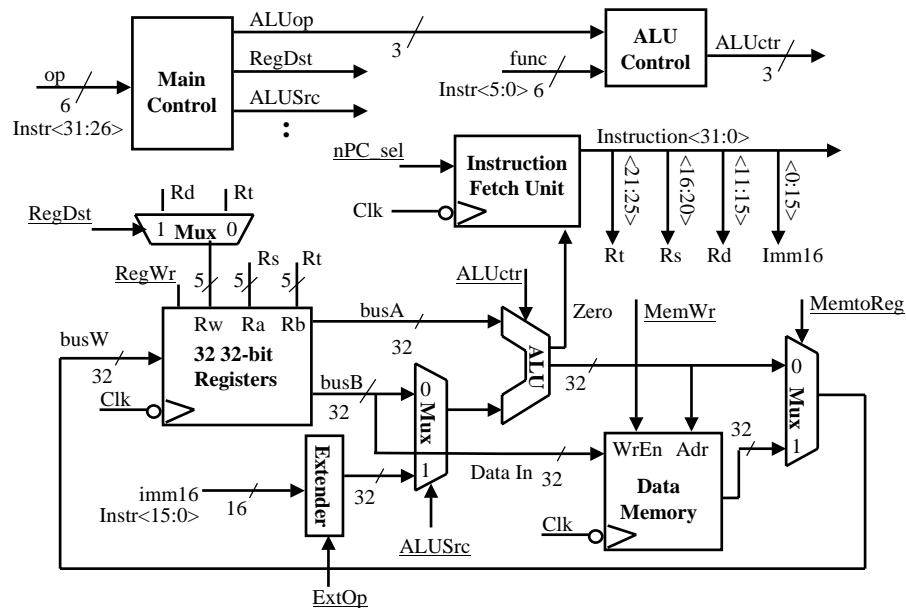 ALUop
3
RegDst
ALUSrc
:
op
6
Instr<31:26>
Main
Control
func
Instr<5:0>
6
ALU
Control
ALUctr
3
Instruction<31:0>
nPC_sel
Instruction
Fetch Unit
Clk
<21:25>
<16:20>
<11:15>
<0:15>
Rt
Rs
Rd
Imm16
Rd
Rt
RegDst
1 Mux 0
RegWr
5
5
5
Rs
Rt
Rw
Ra
Rb
32 32-bit
Registers
busW
32
Clk
busA
32
busB
32
0
Mux
1
ALUctr
ALU
Zero
32
MemWr
MemtoReg
0
Mux
1
Data In
32
WrEn
Adr
Data
Memory
32
Clk
imm16
Instr<15:0>
16
Extender
32
ALUSrc
ExtOp